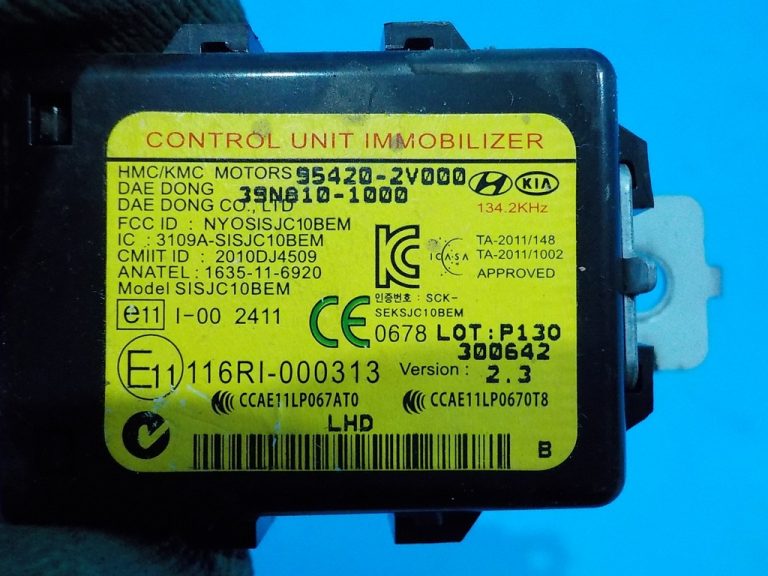 CONTROL UNIT IMMOBILIZER
HMC/KMC MOTORS 95420-2V000
DAE DONG 39N810-1000
DAE DONG CO., LTD
KIA
134.2KHz
FCC ID : NYOSISJC10BEM
IC : 3109A-SISJC10BEM
CMIIT ID : 2010DJ4509
ANATEL : 1635-11-6920
Model SISJC10BEM
ICASA
TA-2011/148
TA-2011/1002
APPROVED
인증번호 : SCK-
SEKSJC10BEM
e11 I-00 2411
CE 0678 LOT:P130
300642
E11 116RI-000313
Version : 2.3
CCAE11LP067AT0 CCAE11LP0670T8
LHD
B